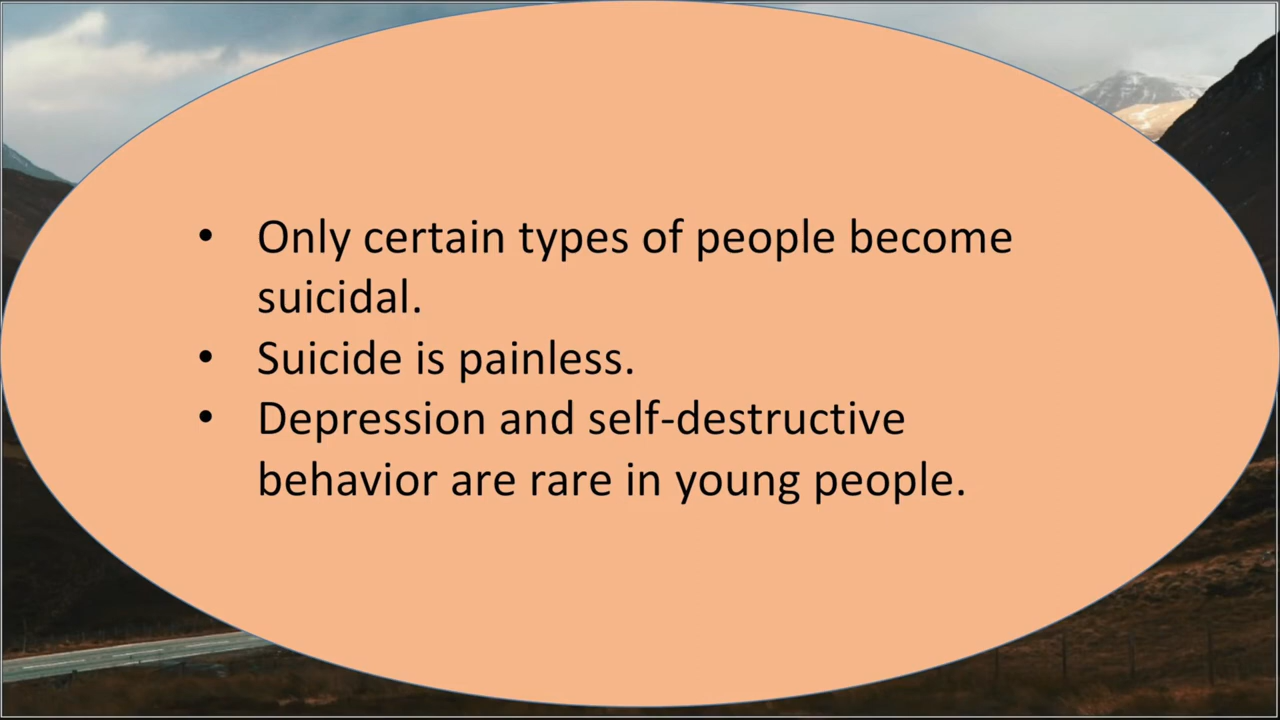 • Only certain types of people become
suicidal.
• Suicide is painless.
• Depression and self-destructive
behavior are rare in young people.